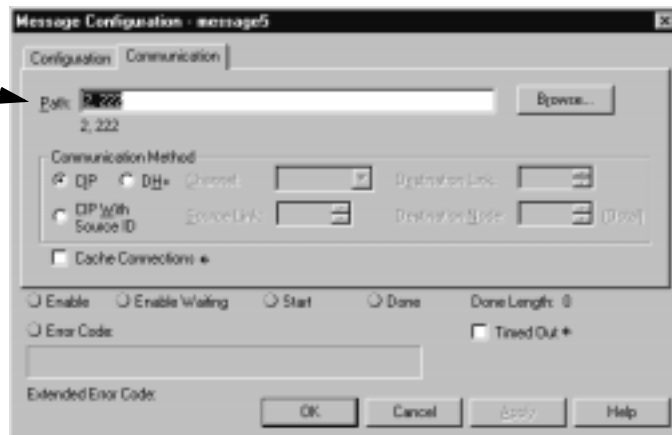 Message Configuration - message5
Configuration Communication
Path: 2, 222 Browse...
2, 222
Communication Method
CIP DH+ Channel: Destination Link:
CIP With Source ID Source Link: Destination Node: (Octal)
Cache Connections
Enable Enable Waiting Start Done Done Length: 0
Error Code: Timed Out
Extended Error Code:
OK Cancel Apply Help